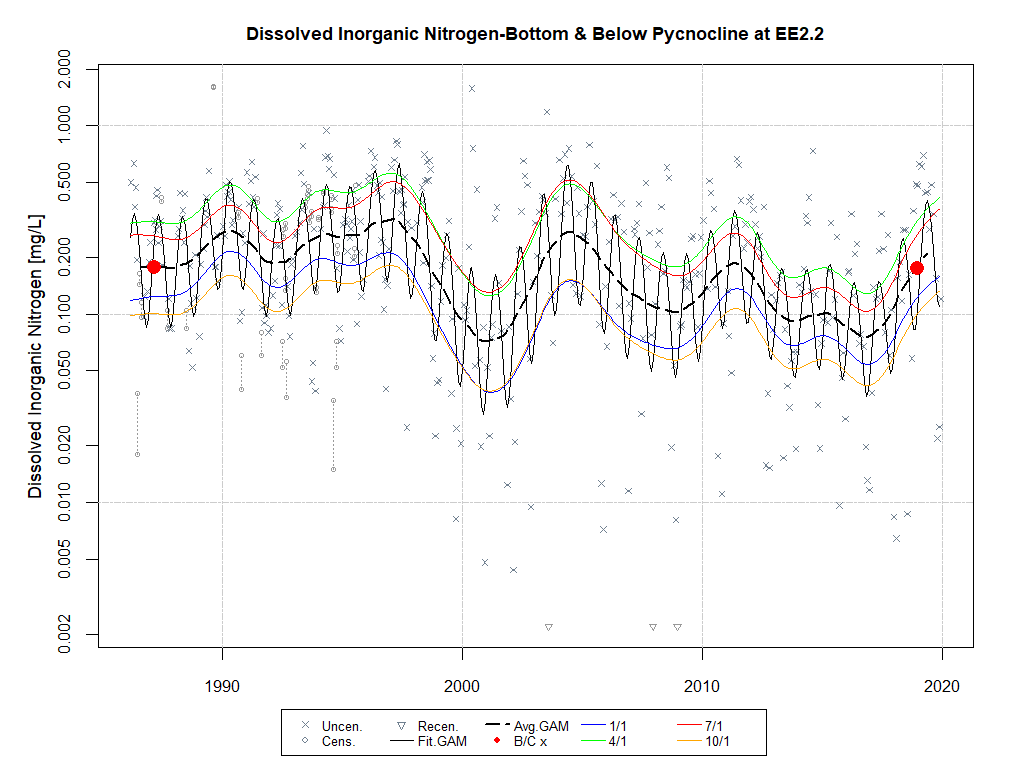 Dissolved Inorganic Nitrogen-Bottom & Below Pycnocline at EE2.2
Dissolved Inorganic Nitrogen [mg/L]
2.000
1.000
0.500
0.200
0.100
0.050
0.020
0.010
0.005
0.002
1990 2000 2010 2020
Uncen. Recen. Avg.GAM 1/1 7/1
Cens. Fit.GAM B/C x 4/1 10/1